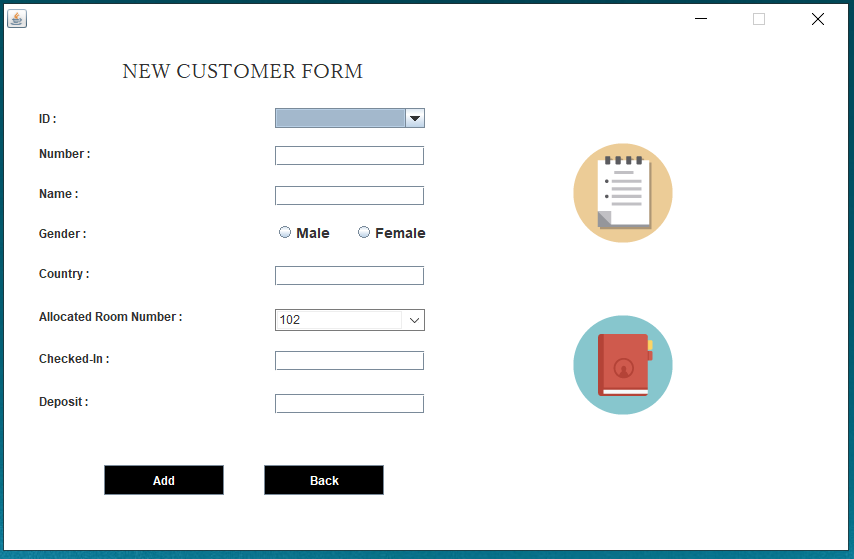 NEW CUSTOMER FORM
ID :
Number :
Name :
Gender : Male Female
Country :
Allocated Room Number : 102
Checked-In :
Deposit :
Add Back